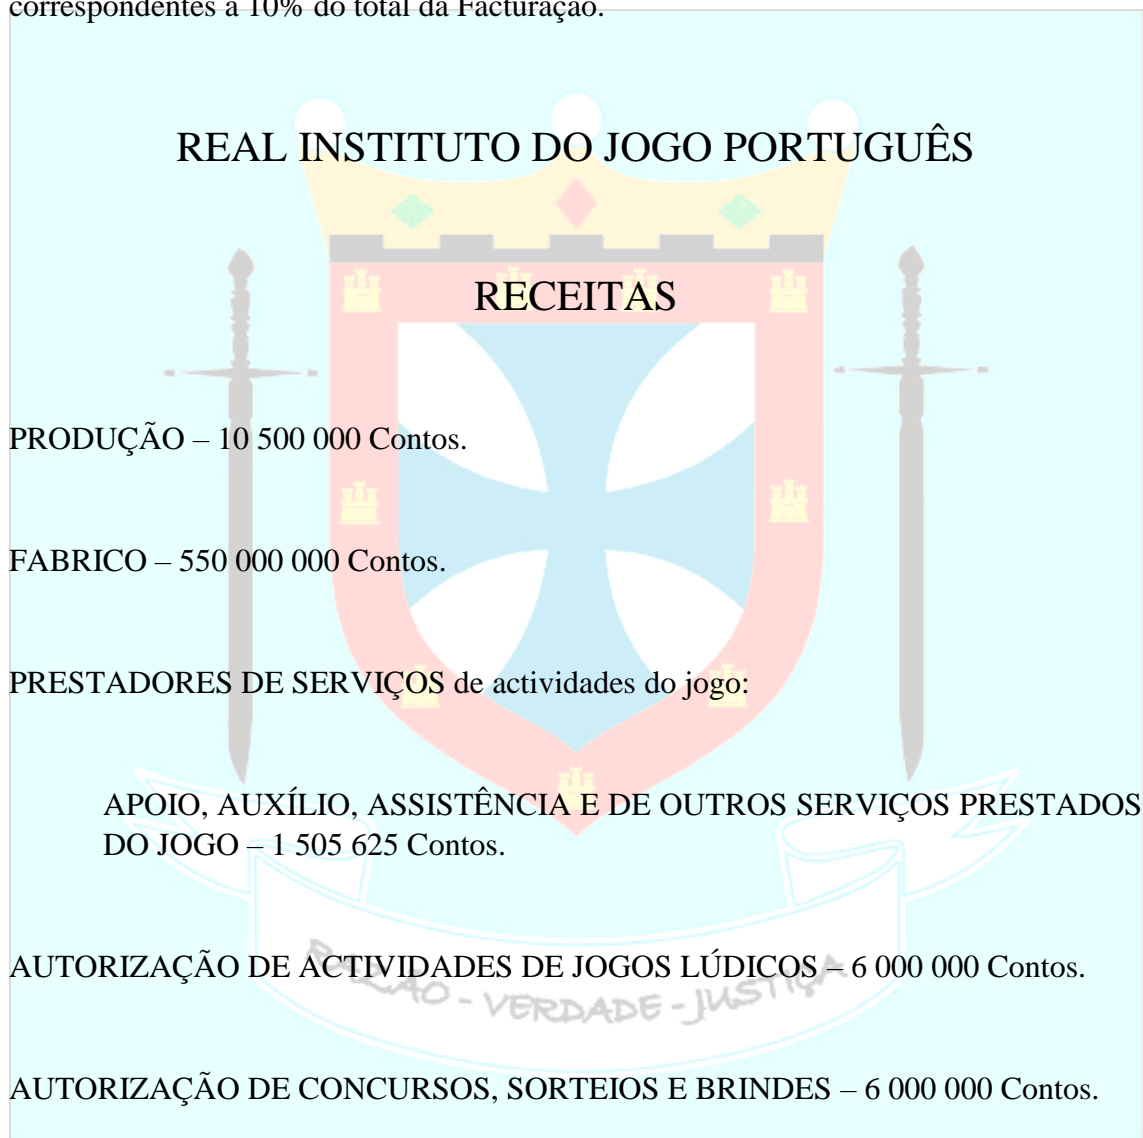 correspondentes a 10% do total da Facturação.
REAL INSTITUTO DO JOGO PORTUGUÊS
RECEITAS
PRODUÇÃO – 10 500 000 Contos.
FABRICO – 550 000 000 Contos.
PRESTADORES DE SERVIÇOS de actividades do jogo:
APOIO, AUXÍLIO, ASSISTÊNCIA E DE OUTROS SERVIÇOS PRESTADOS
DO JOGO – 1 505 625 Contos.
AUTORIZAÇÃO DE ACTIVIDADES DE JOGOS LÚDICOS – 6 000 000 Contos.
RAZÃO - VERDADE - JUSTIÇA
AUTORIZAÇÃO DE CONCURSOS, SORTEIOS E BRINDES – 6 000 000 Contos.